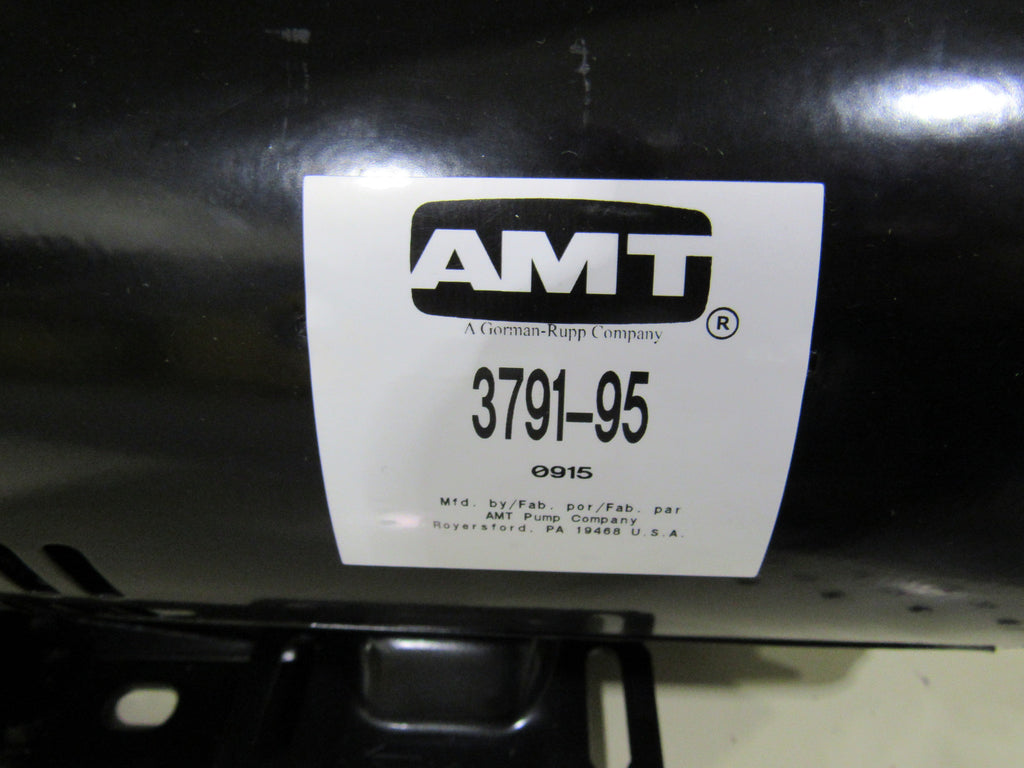 AMT
®
A Gorman-Rupp Company
3791-95
0915
Mfd. by/Fab. por/Fab. par
AMT Pump Company
Royersford, PA 19468 U.S.A.